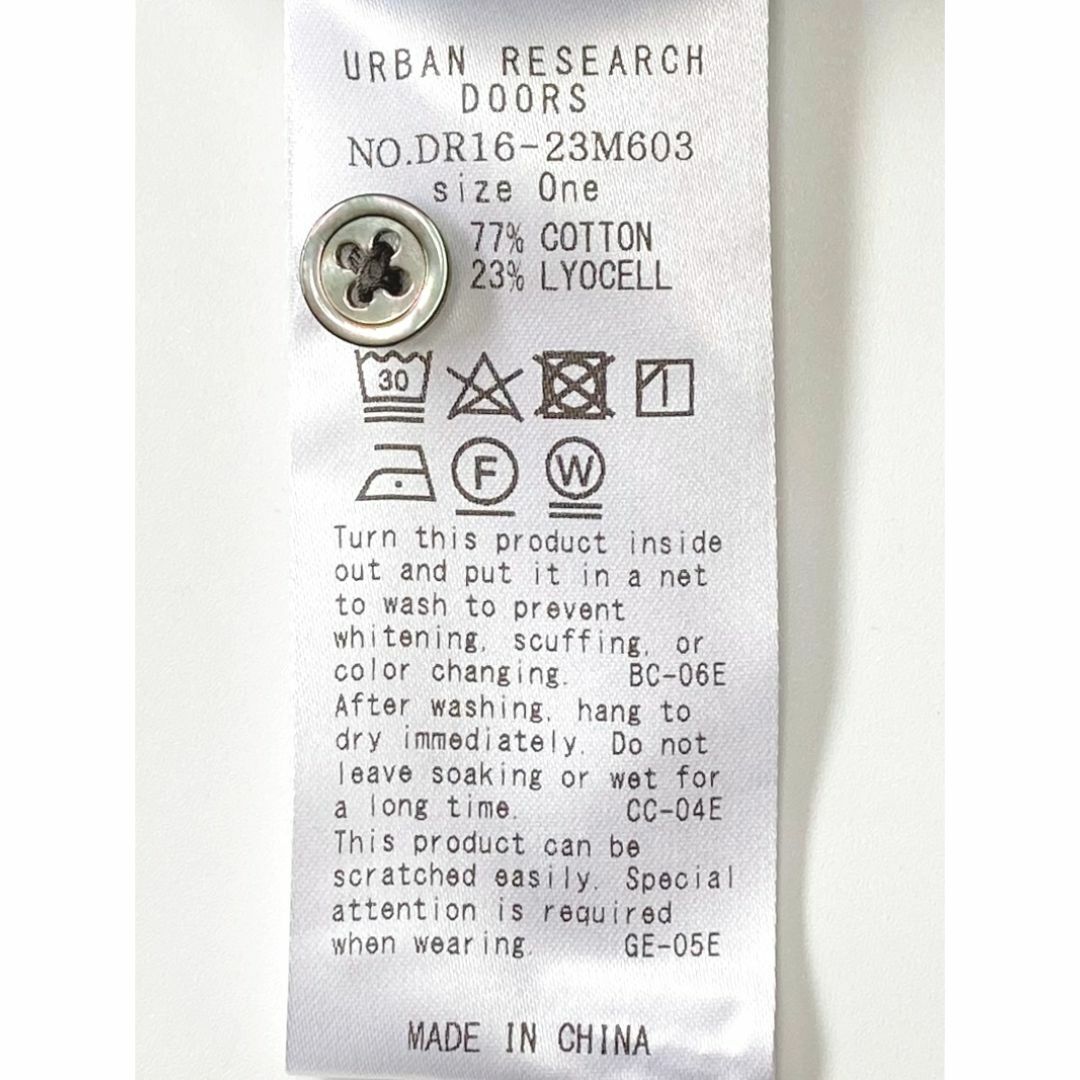 URBAN RESEARCH
DOORS
NO.DR16-23M603
size One
77% COTTON
23% LYOCELL
30
F W
Turn this product inside
out and put it in a net
to wash to prevent
whitening, scuffing, or
color changing. BC-06E
After washing, hang to
dry immediately. Do not
leave soaking or wet for
a long time. CC-04E
This product can be
scratched easily. Special
attention is required
when wearing. GE-05E
MADE IN CHINA